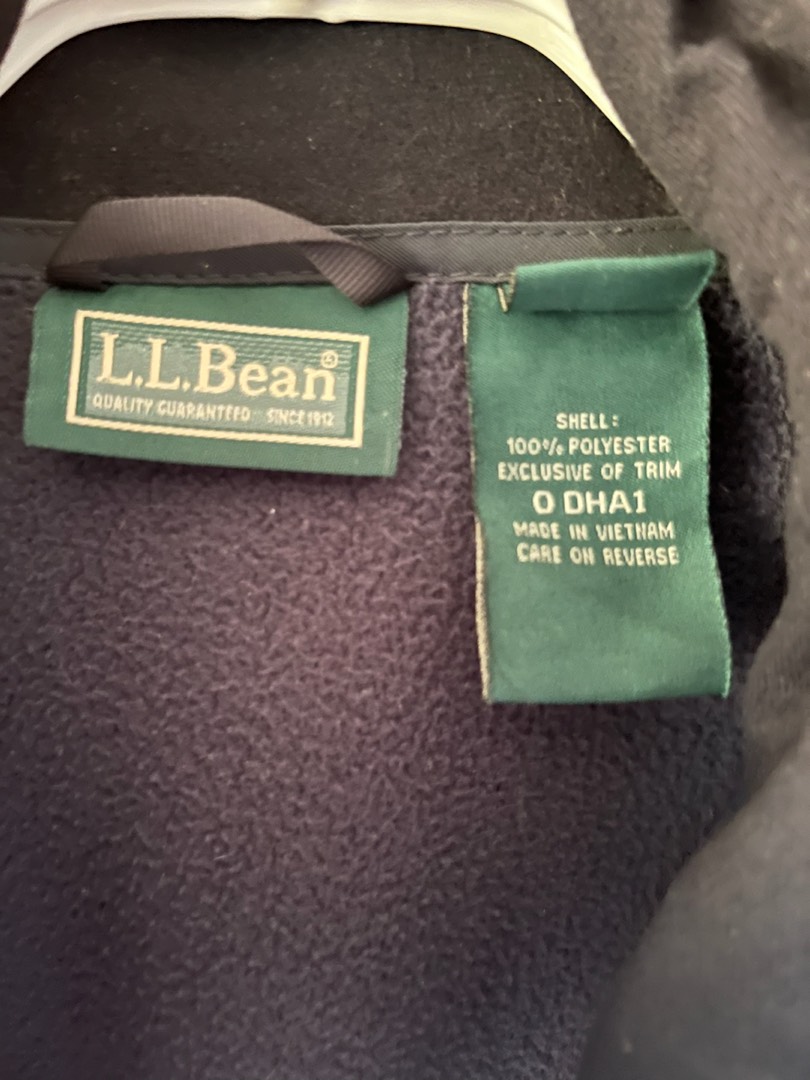 L.L.Bean®
QUALITY GUARANTEED SINCE 1912
SHELL:
100% POLYESTER
EXCLUSIVE OF TRIM
0 DHA1
MADE IN VIETNAM
CARE ON REVERSE